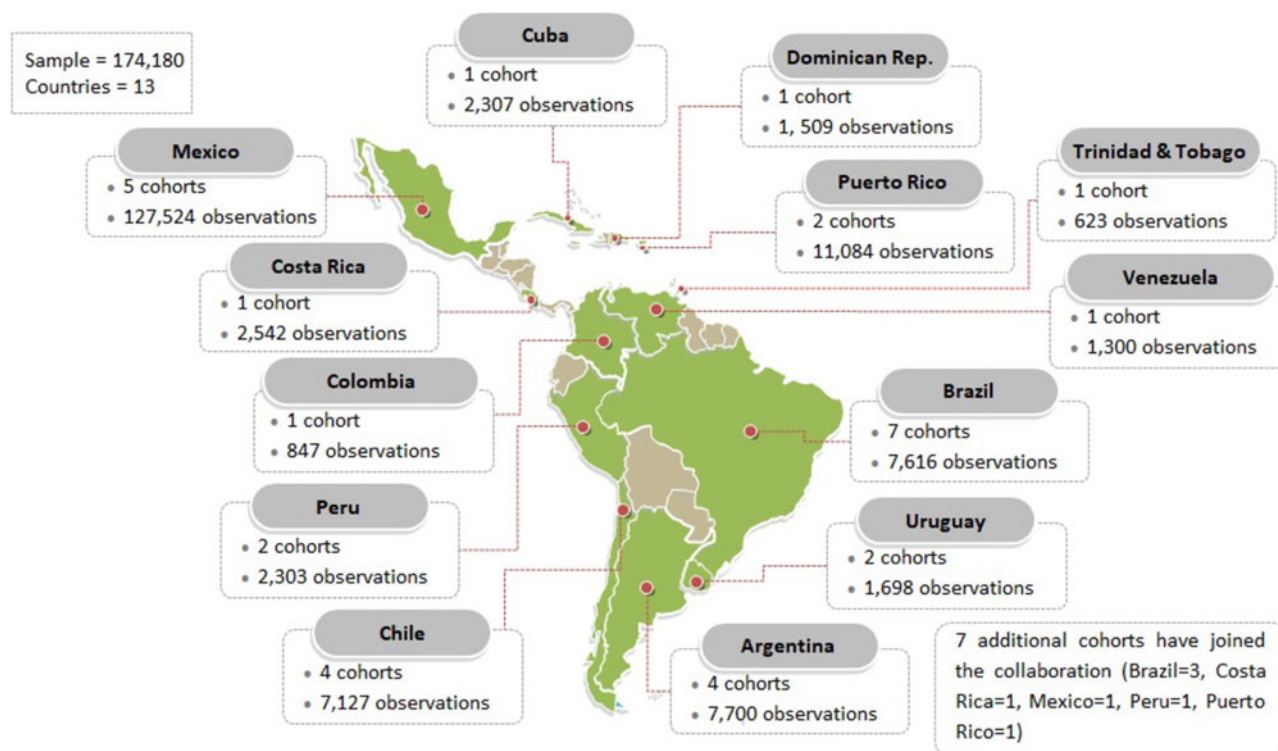 Sample = 174,180
Countries = 13
Cuba
• 1 cohort
• 2,307 observations
Dominican Rep.
• 1 cohort
• 1, 509 observations
Mexico
• 5 cohorts
• 127,524 observations
Puerto Rico
• 2 cohorts
• 11,084 observations
Trinidad & Tobago
• 1 cohort
• 623 observations
Costa Rica
• 1 cohort
• 2,542 observations
Venezuela
• 1 cohort
• 1,300 observations
Colombia
• 1 cohort
• 847 observations
Brazil
• 7 cohorts
• 7,616 observations
Peru
• 2 cohorts
• 2,303 observations
Uruguay
• 2 cohorts
• 1,698 observations
Chile
• 4 cohorts
• 7,127 observations
Argentina
• 4 cohorts
• 7,700 observations
7 additional cohorts have joined
the collaboration (Brazil=3, Costa
Rica=1, Mexico=1, Peru=1, Puerto
Rico=1)